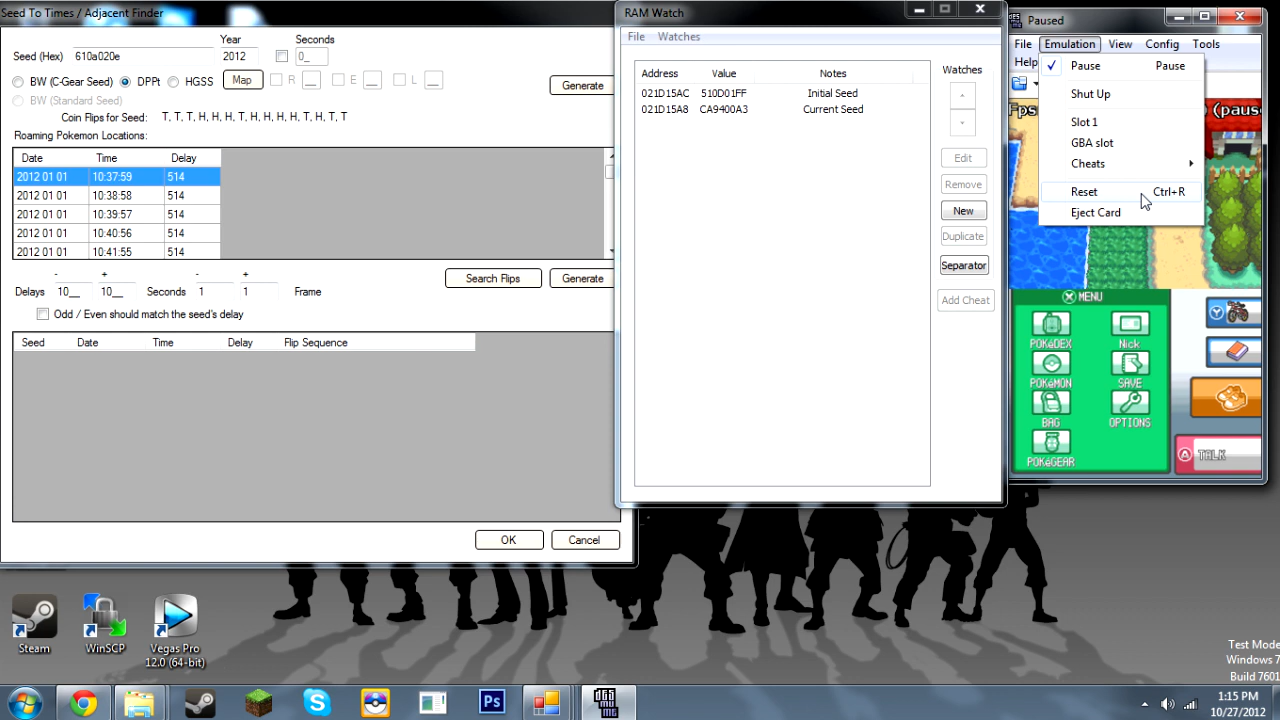 Seed To Times / Adjacent Finder
Seed (Hex)
610a020e
Year
2012
Seconds
0_
BW (C-Gear Seed)
DPPt
HGSS
Map
R
E
L
Generate
BW (Standard Seed)
Coin Flips for Seed:
T, T, T, H, H, H, T, H, H, H, H, T, H, T, T
Roaming Pokemon Locations:
Date
Time
Delay
2012 01 01
10:37:59
514
2012 01 01
10:38:58
514
2012 01 01
10:39:57
514
2012 01 01
10:40:56
514
2012 01 01
10:41:55
514
-
+
-
+
Search Flips
Generate
Delays
10__
10__
Seconds
1
1
Frame
Odd / Even should match the seed's delay
Seed
Date
Time
Delay
Flip Sequence
OK
Cancel
RAM Watch
File
Watches
Address
Value
Notes
021D15AC
510D01FF
Initial Seed
021D15A8
CA9400A3
Current Seed
Watches
Edit
Remove
New
Duplicate
Separator
Add Cheat
Paused
File
Emulation
View
Config
Tools
Help
Pause
Pause
Shut Up
Slot 1
GBA slot
Cheats
Reset
Ctrl+R
Eject Card
Fps
(paus
X MENU
POKéDEX
Nick
POKéMON
SAVE
BAG
OPTIONS
POKéGEAR
Y
A TALK
Steam
WinSCP
Vegas Pro
12.0 (64-bit)
Test Mode
Windows 7
Build 7601
Ps
1:15 PM
10/27/2012